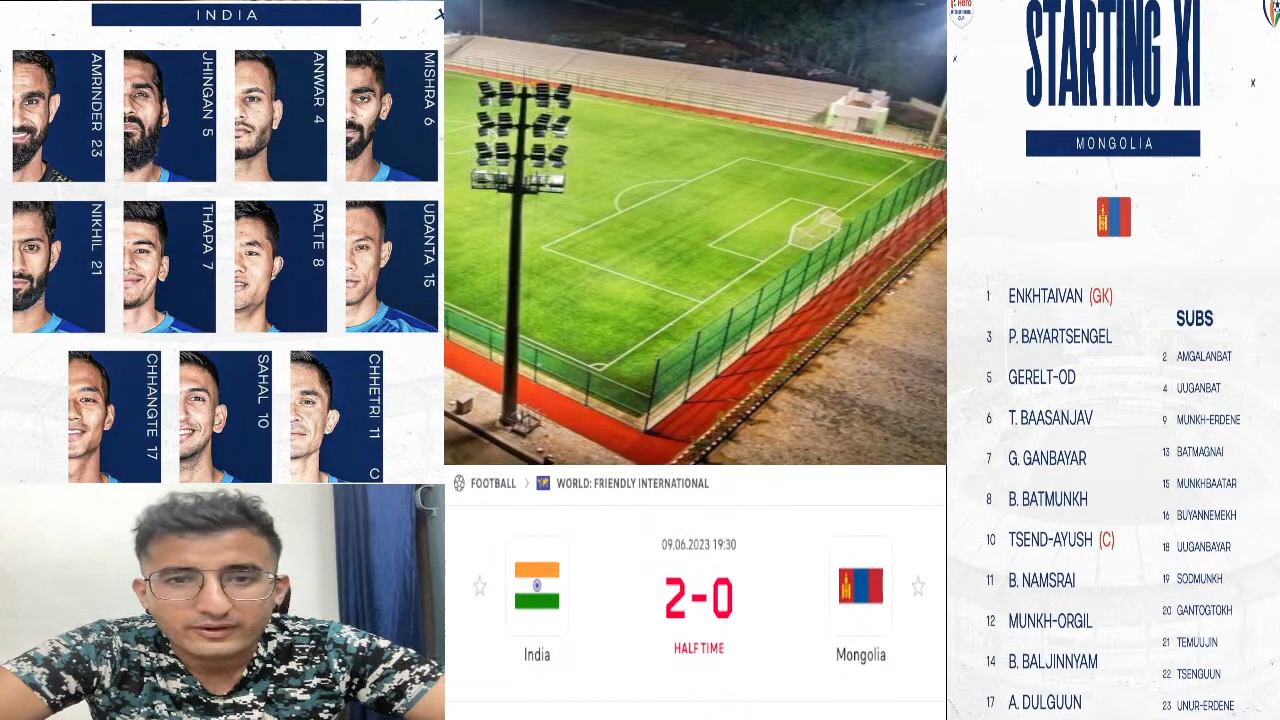 INDIA
AMRINDER 23
JHINGAN 5
ANWAR 4
MISHRA 6
NIKHIL 21
THAPA 7
RALTE 8
UDANTA 15
CHHANGTE 17
SAHAL 10
CHHETRI 11 C
FOOTBALL > WORLD: FRIENDLY INTERNATIONAL
09.06.2023 19:30
2-0
HALF TIME
India
Mongolia
Hero
CUP
STARTING XI
MONGOLIA
1 ENKHTAIVAN (GK)
3 P. BAYARTSENGEL
5 GERELT-OD
6 T. BAASANJAV
7 G. GANBAYAR
8 B. BATMUNKH
10 TSEND-AYUSH (C)
11 B. NAMSRAI
12 MUNKH-ORGIL
14 B. BALJINNYAM
17 A. DULGUUN
SUBS
2 AMGALANBAT
4 UUGANBAT
9 MUNKH-ERDENE
13 BATMAGNAI
15 MUNKHBAATAR
16 BUYANNEMEKH
18 UUGANBAYAR
19 SODMUNKH
20 GANTOGTOKH
21 TEMUUJIN
22 TSENGUUN
23 UNUR-ERDENE